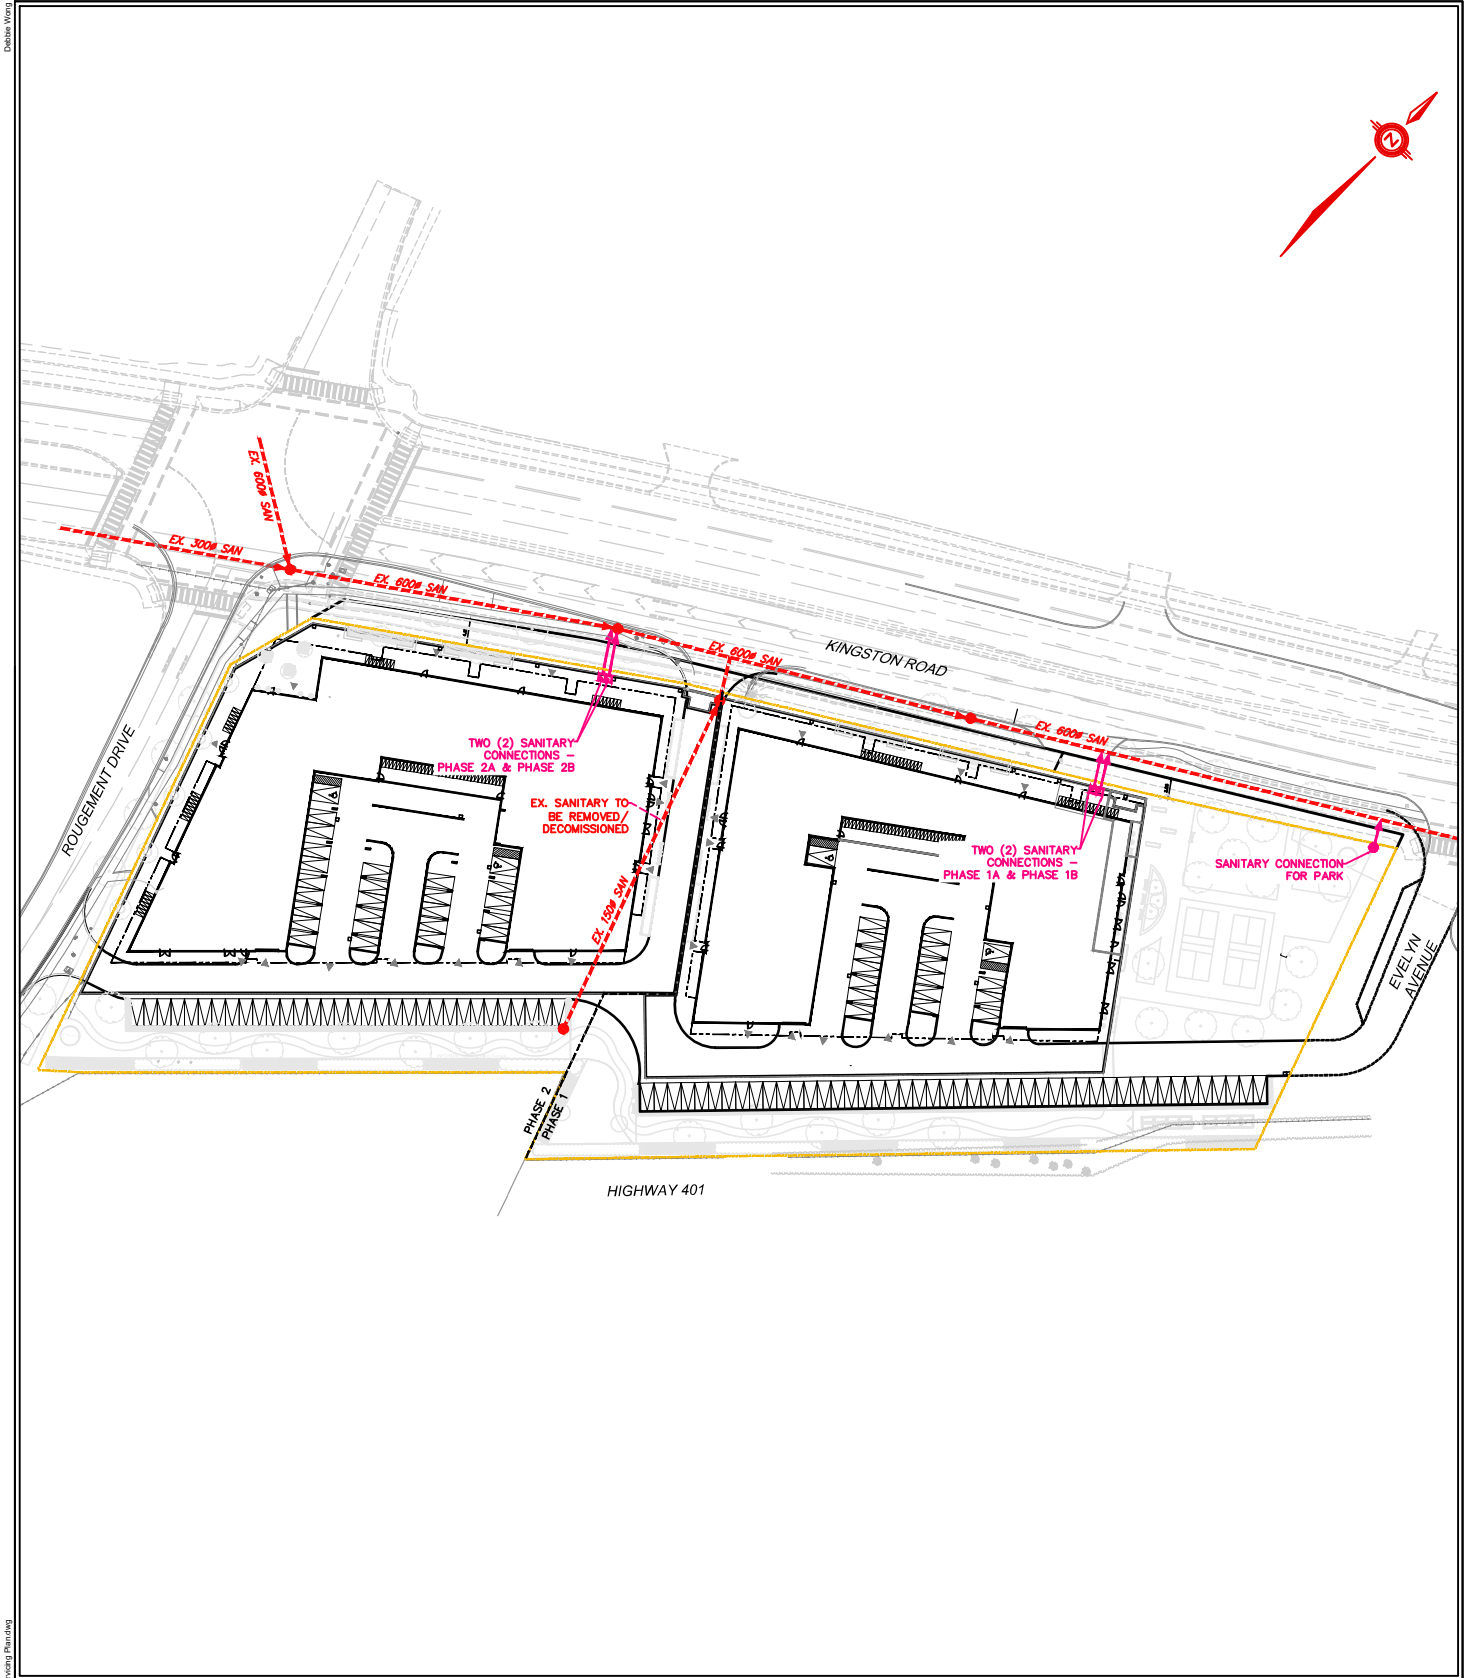 Debbie Wong
N
EX. 600ø SAN
EX. 300ø SAN
EX. 600ø SAN
EX. 600ø SAN
KINGSTON ROAD
EX. 600ø SAN
TWO (2) SANITARY
CONNECTIONS –
PHASE 2A & PHASE 2B
ROUGEMENT DRIVE
EX. SANITARY TO
BE REMOVED/
DECOMISSIONED
TWO (2) SANITARY
CONNECTIONS –
PHASE 1A & PHASE 1B
SANITARY CONNECTION
FOR PARK
EX. 150ø SAN
EVELYN
AVENUE
PHASE 2
PHASE 1
HIGHWAY 401
Plan.dwg